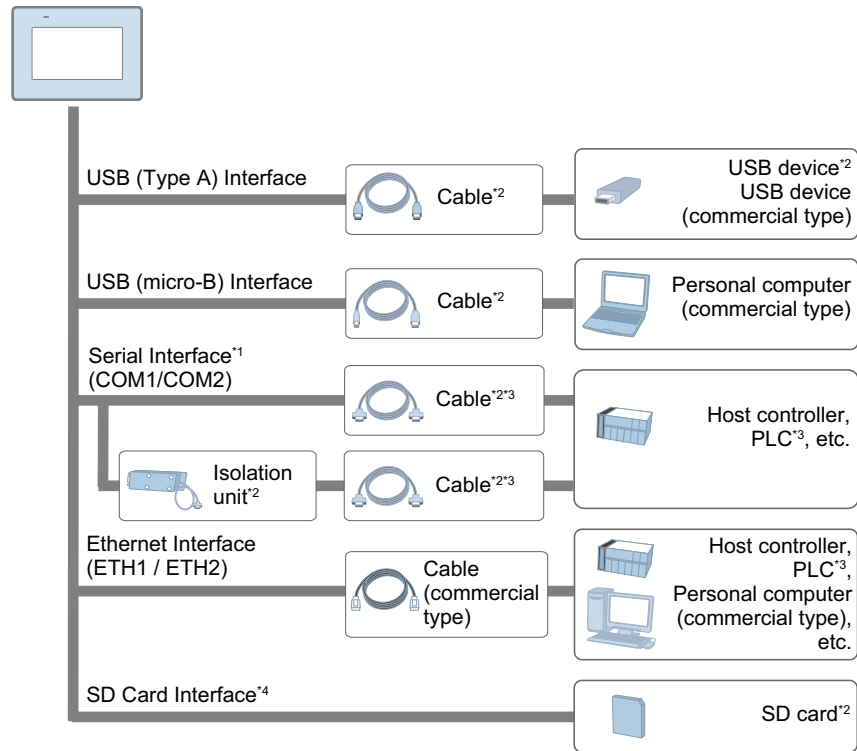 USB (Type A) Interface
Cable*2
USB device*2
USB device
(commercial type)
USB (micro-B) Interface
Cable*2
Personal computer
(commercial type)
Serial Interface*1
(COM1/COM2)
Cable*2*3
Host controller,
PLC*3, etc.
Isolation
unit*2
Cable*2*3
Ethernet Interface
(ETH1 / ETH2)
Cable
(commercial
type)
Host controller,
PLC*3,
Personal computer
(commercial type),
etc.
SD Card Interface*4
SD card*2